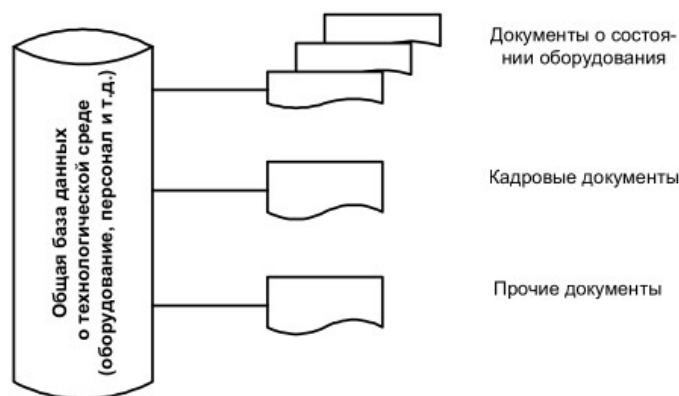 Общая база данных
о технологической среде
(оборудование, персонал и т.д.)
Документы о состоя-
нии оборудования
Кадровые документы
Прочие документы